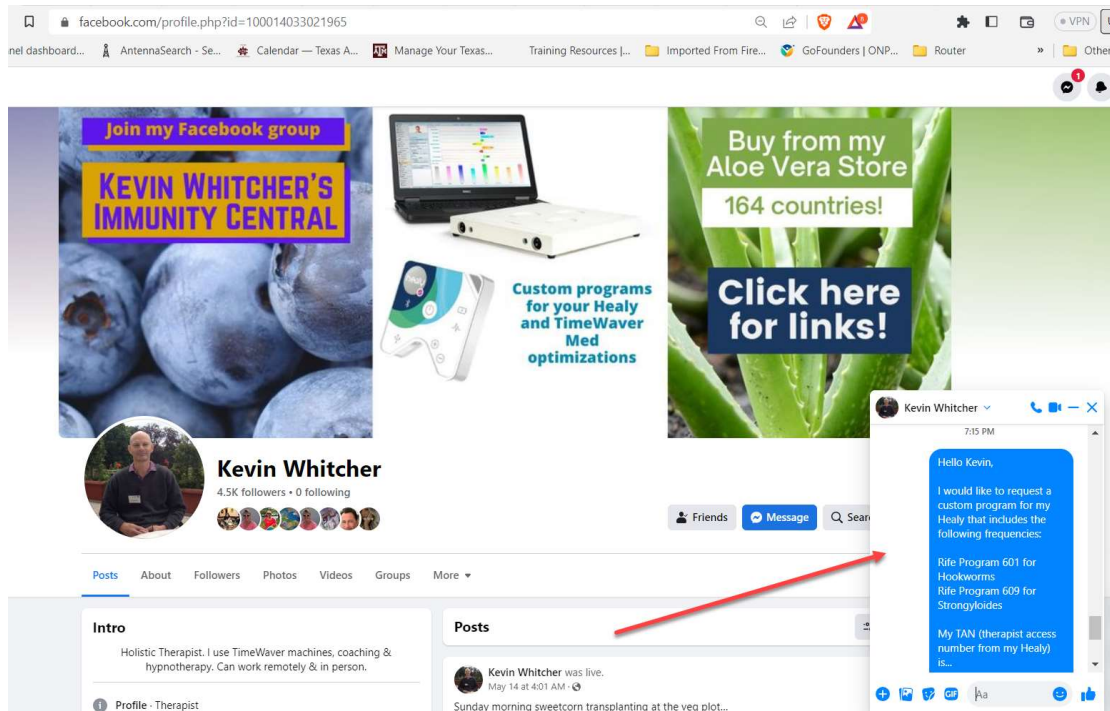 facebook.com/profile.php?id=100014033021965
VPN
nel dashboard...
AntennaSearch - Se...
Calendar — Texas A...
Manage Your Texas...
Training Resources |...
Imported From Fire...
GoFounders | ONP...
Router
»
Other
1
Join my Facebook group
KEVIN WHITCHER'S
IMMUNITY CENTRAL
Custom programs
for your Healy
and TimeWaver
Med
optimizations
Buy from my
Aloe Vera Store
164 countries!
Click here
for links!
Kevin Whitcher
4.5K followers • 0 following
Friends
Message
Sear
Posts
About
Followers
Photos
Videos
Groups
More
Intro
Holistic Therapist. I use TimeWaver machines, coaching &
hypnotherapy. Can work remotely & in person.
Profile · Therapist
Posts
Kevin Whitcher was live.
May 14 at 4:01 AM ·
Sunday morning sweetcorn transplanting at the veg plot...
Kevin Whitcher
7:15 PM
Hello Kevin,
I would like to request a
custom program for my
Healy that includes the
following frequencies:
Rife Program 601 for
Hookworms
Rife Program 609 for
Strongyloides
My TAN (therapist access
number from my Healy)
is...
GIF
Aa